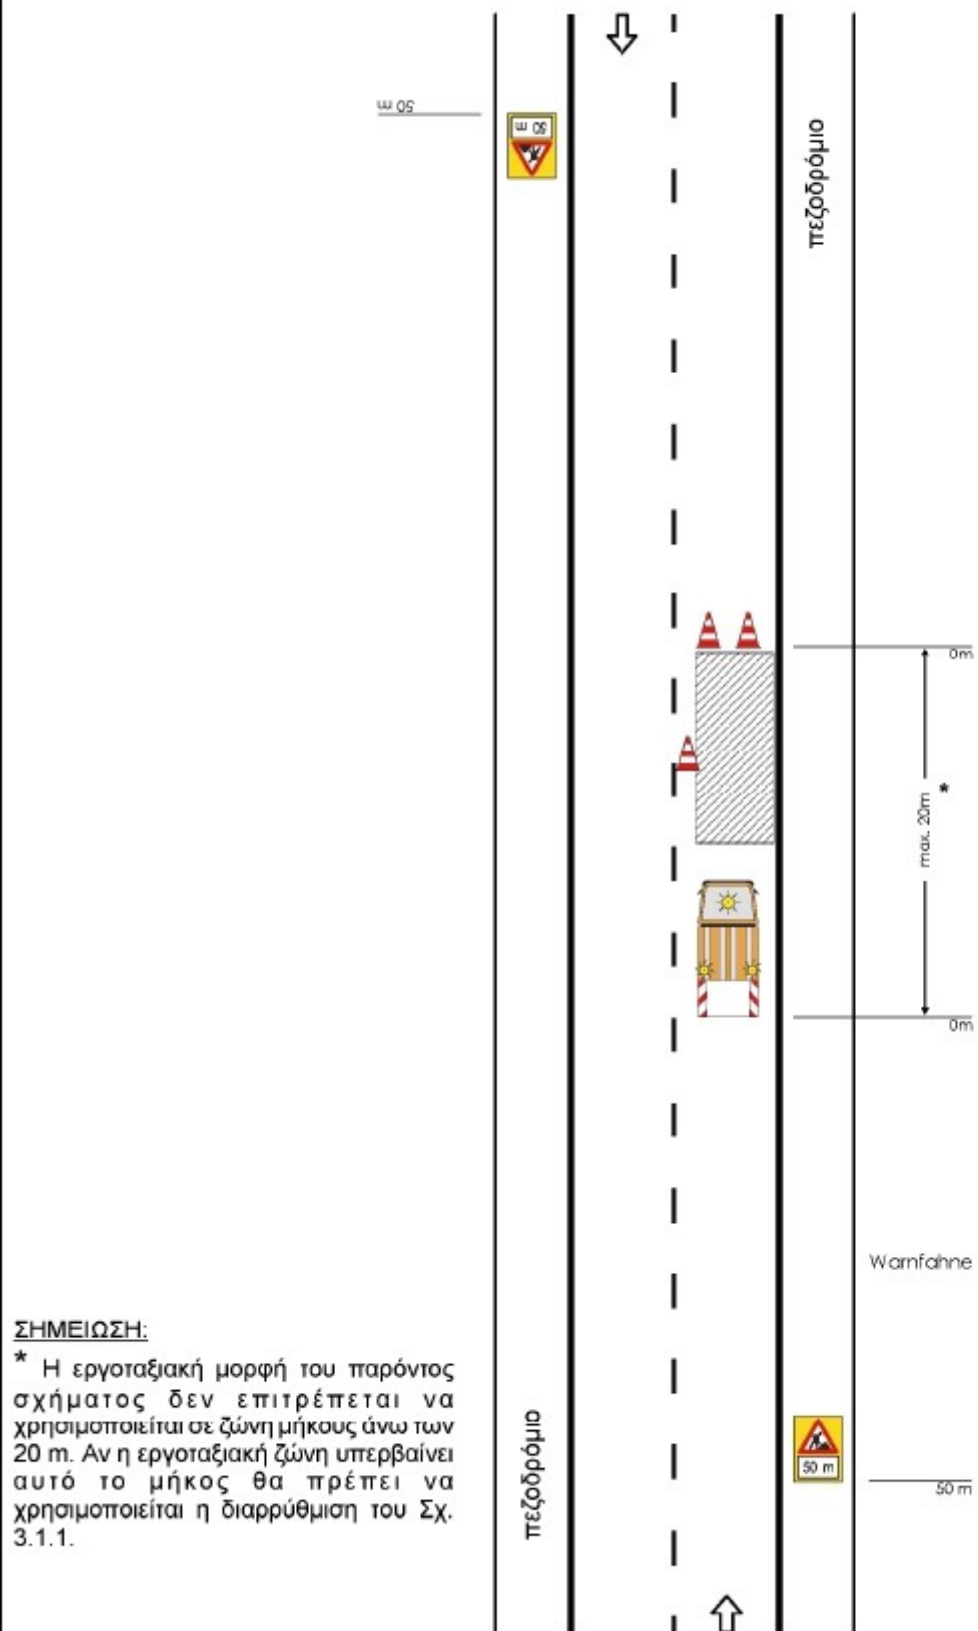 50 m
50 m
πεζοδρόμιο
0m
max. 20m
*
0m
Warnfahne
ΣΗΜΕΙΩΣΗ:
* Η εργοταξιακή μορφή του παρόντος
σχήματος δεν επιτρέπεται να
χρησιμοποιείται σε ζώνη μήκους άνω των
20 m. Αν η εργοταξιακή ζώνη υπερβαίνει
αυτό το μήκος θα πρέπει να
χρησιμοποιείται η διαρρύθμιση του Σχ.
3.1.1.
πεζοδρόμιο
50 m
50 m